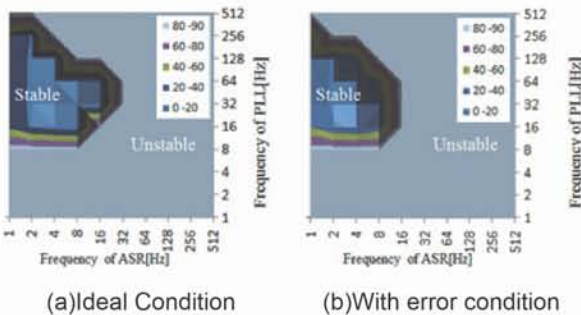 80 -90
60 -80
40 -60
20 -40
0 -20
Stable
Unstable
512
256
128
64
32
16
8
4
2
1
Frequency of PLL[Hz]
1 2 4 8 16 32 64 128 256 512
Frequency of ASR[Hz]
(a)Ideal Condition
80 -90
60 -80
40 -60
20 -40
0 -20
Stable
Unstable
512
256
128
64
32
16
8
4
2
1
Frequency of PLL[Hz]
1 2 4 8 16 32 64 128 256 512
Frequency of ASR[Hz]
(b)With error condition